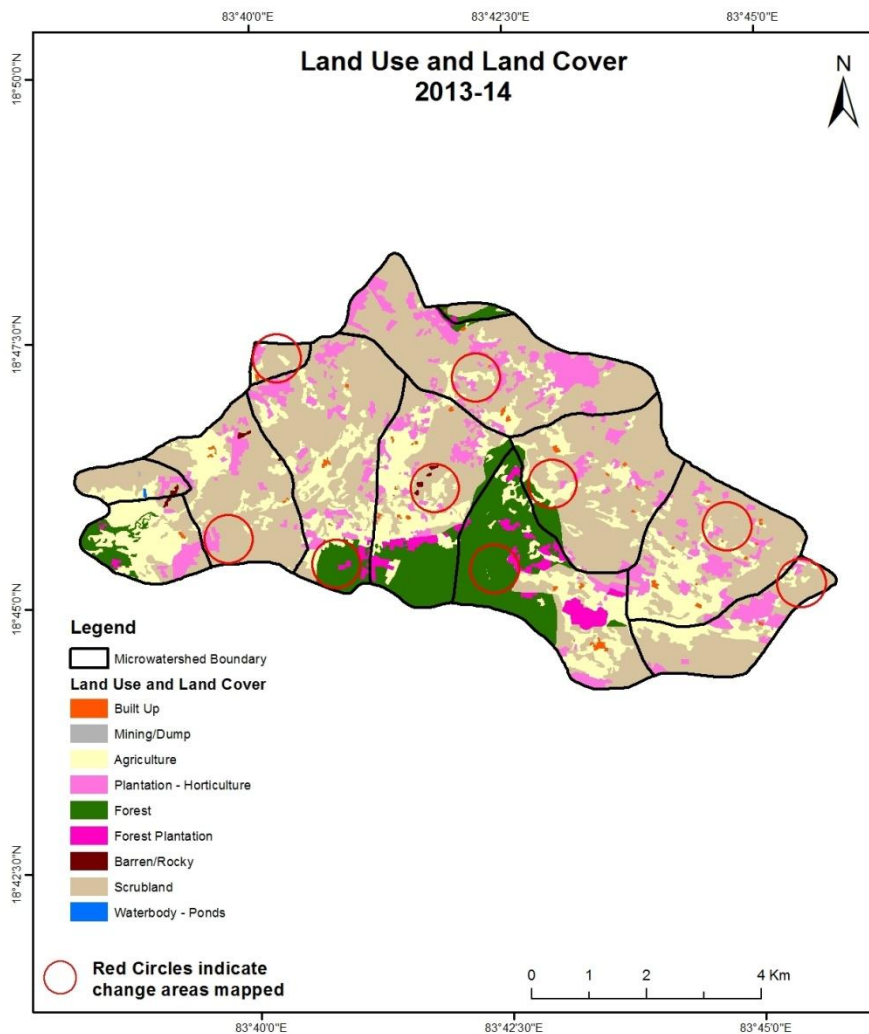 83°40'0"E 83°42'30"E 83°45'0"E
Land Use and Land Cover
2013-14
N
18°50'0"N
18°47'30"N
18°45'0"N
18°42'30"N
Legend
Microwatershed Boundary
Land Use and Land Cover
Built Up
Mining/Dump
Agriculture
Plantation - Horticulture
Forest
Forest Plantation
Barren/Rocky
Scrubland
Waterbody - Ponds
Red Circles indicate
change areas mapped
0 1 2 4 Km
83°40'0"E 83°42'30"E 83°45'0"E